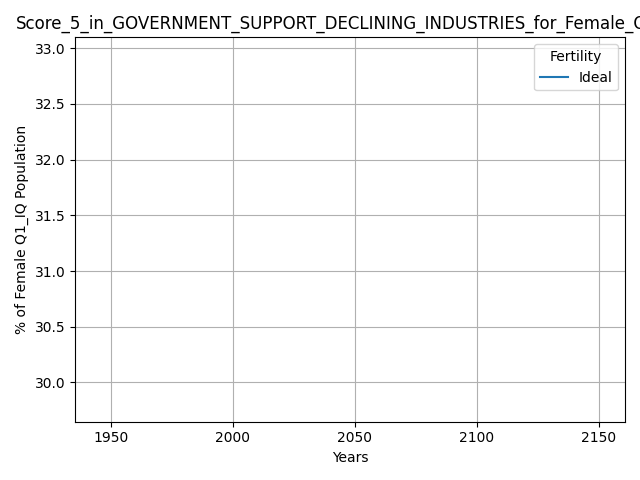 Score_5_in_GOVERNMENT_SUPPORT_DECLINING_INDUSTRIES_for_Female_
33.0
Fertility
Ideal
32.5
32.0
31.5
31.0
30.5
30.0
% of Female Q1_IQ Population
1950 2000 2050 2100 2150
Years